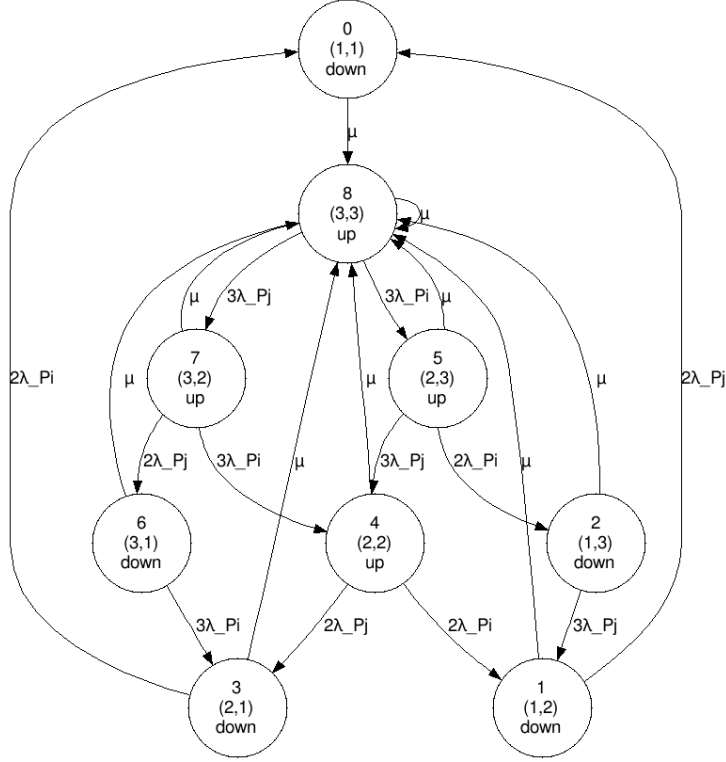 0
(1,1)
down
μ
8
(3,3)
up
μ
3λ_Pj
3λ_Pi
μ
μ
7
(3,2)
up
5
(2,3)
up
2λ_Pi
μ
μ
μ
2λ_Pj
2λ_Pj
3λ_Pi
μ
3λ_Pj
2λ_Pi
μ
6
(3,1)
down
4
(2,2)
up
2
(1,3)
down
3λ_Pi
2λ_Pj
2λ_Pi
3λ_Pj
3
(2,1)
down
1
(1,2)
down